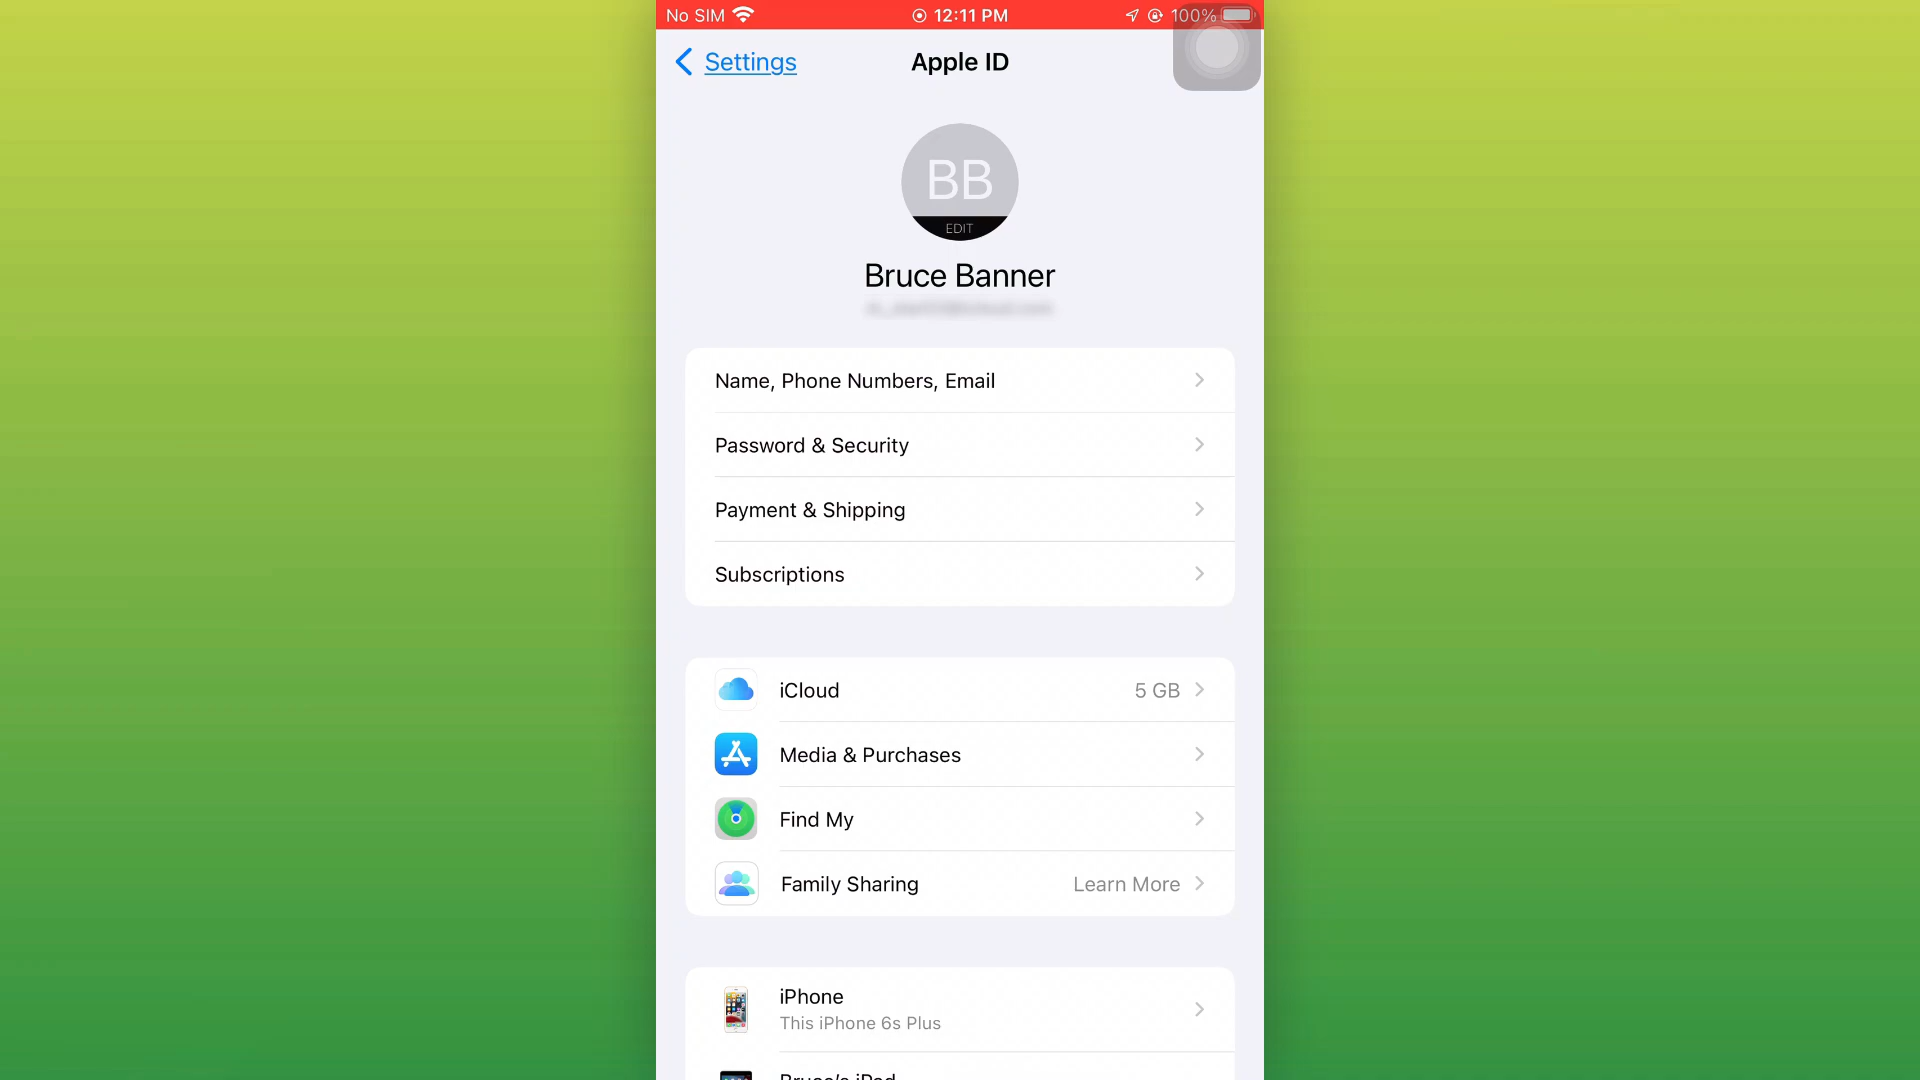 No SIM 12:11 PM 100%
Settings Apple ID
BB
EDIT
Bruce Banner
Name, Phone Numbers, Email
Password & Security
Payment & Shipping
Subscriptions
iCloud 5 GB
Media & Purchases
Find My
Family Sharing Learn More
iPhone
This iPhone 6s Plus
Bruce's iPad